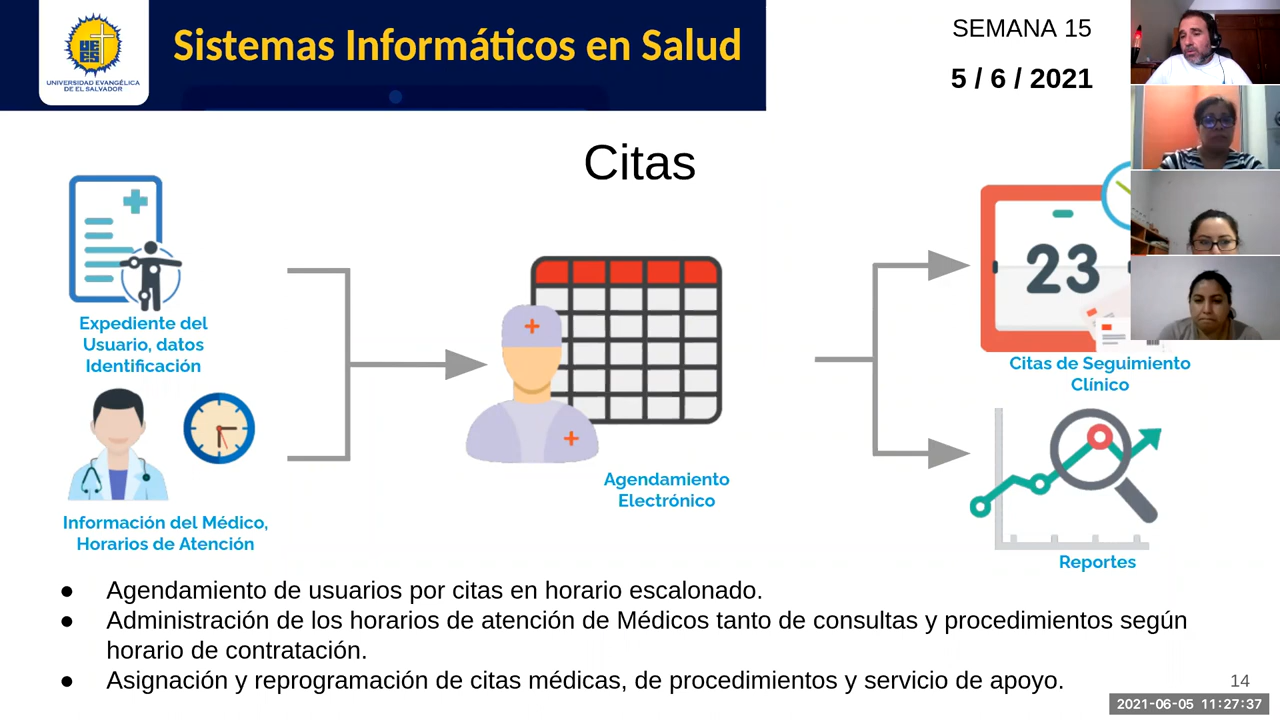 Sistemas Informáticos en Salud
UNIVERSIDAD EVANGÉLICA
DE EL SALVADOR
SEMANA 15
5 / 6 / 2021
Citas
Expediente del
Usuario, datos
Identificación
Información del Médico,
Horarios de Atención
Agendamiento
Electrónico
23
Citas de Seguimiento
Clínico
Reportes
● Agendamiento de usuarios por citas en horario escalonado.
● Administración de los horarios de atención de Médicos tanto de consultas y procedimientos según
horario de contratación.
● Asignación y reprogramación de citas médicas, de procedimientos y servicio de apoyo.
14
2021-06-05 11:27:37